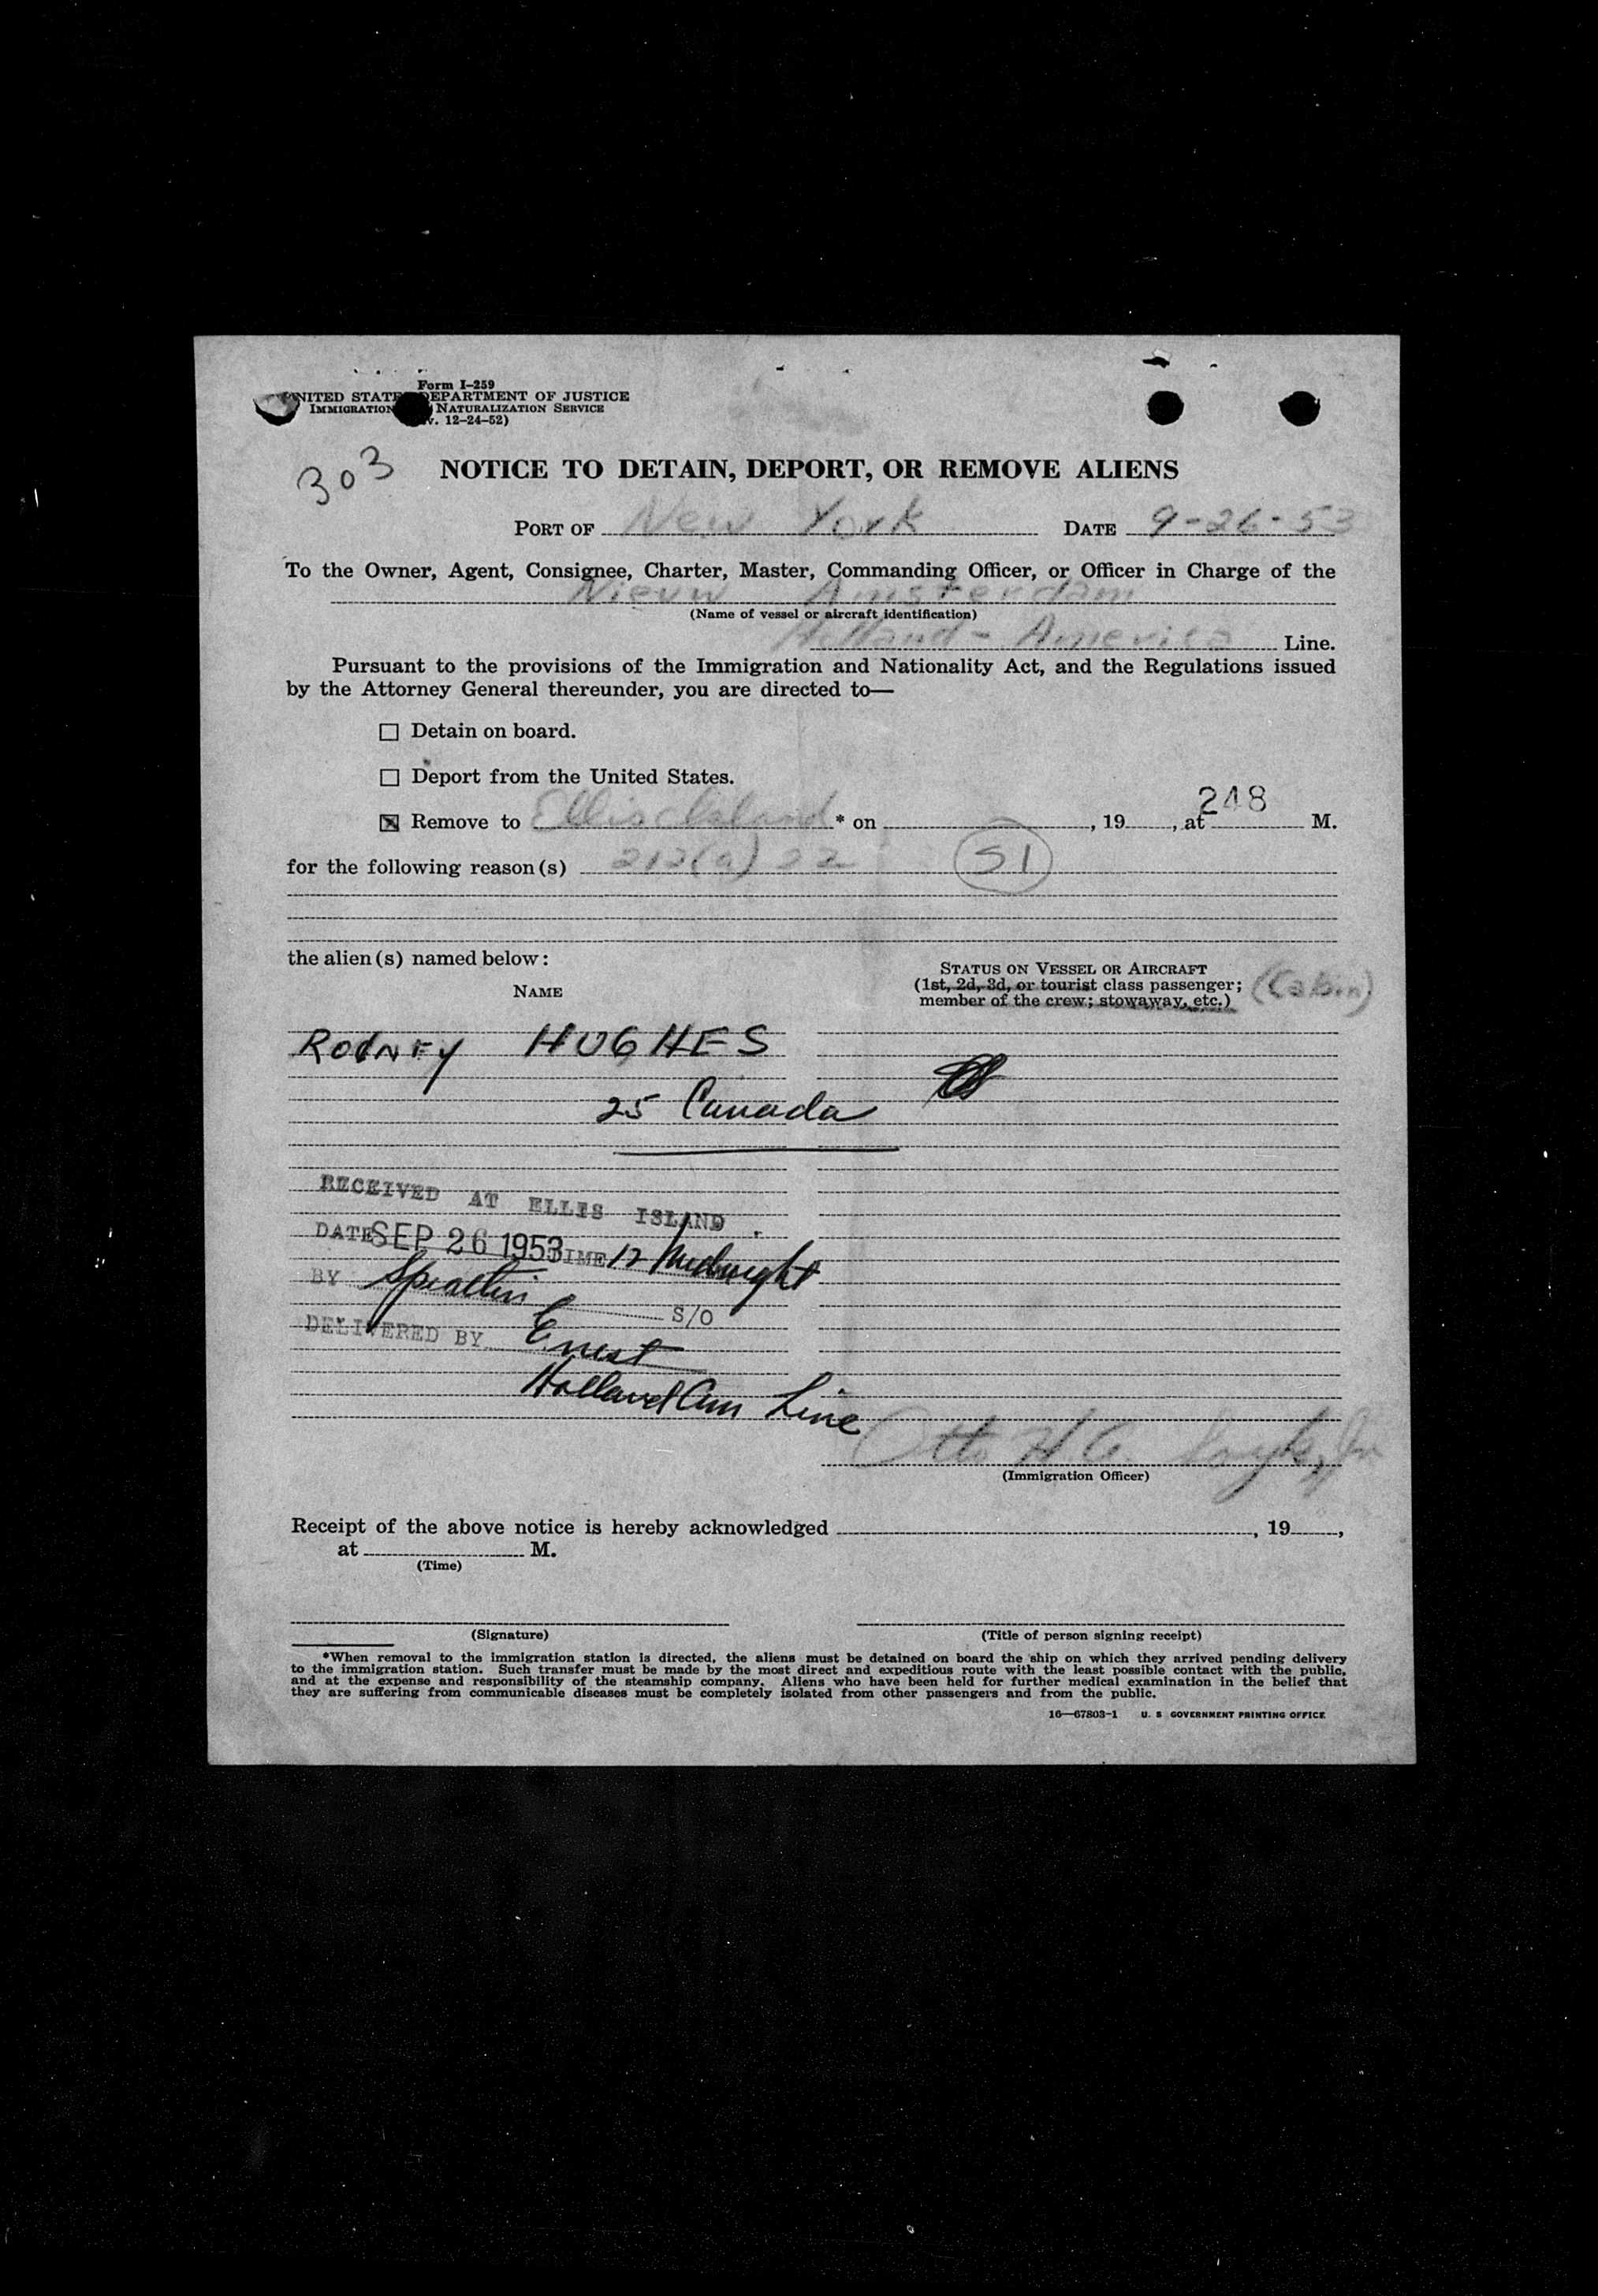 Form I-259
UNITED STATES DEPARTMENT OF JUSTICE
IMMIGRATION NATURALIZATION SERVICE
v. 12-24-52)
303
NOTICE TO DETAIN, DEPORT, OR REMOVE ALIENS
PORT OF New York DATE 9-26-53
To the Owner, Agent, Consignee, Charter, Master, Commanding Officer, or Officer in Charge of the
Nieuw Amsterdam
(Name of vessel or aircraft identification)
Holland-America Line.
Pursuant to the provisions of the Immigration and Nationality Act, and the Regulations issued
by the Attorney General thereunder, you are directed to—
☐ Detain on board.
☐ Deport from the United States.
☒ Remove to Ellis Island * on , 19 , at 248 M.
for the following reason(s) 212(a) 22 51
the alien(s) named below:
STATUS ON VESSEL OR AIRCRAFT
(1st, 2d, 3d, or tourist class passenger; (Cabin)
member of the crew; stowaway, etc.)
NAME
RODNEY HUGHES
25 Canada
RECEIVED AT ELLIS ISLAND
DATE SEP 26 1953 TIME 12 Midnight
BY S/O
DELIVERED BY Ernest
Holland Am Line
Otto H G
(Immigration Officer)
Receipt of the above notice is hereby acknowledged , 19 ,
at M.
(Time)
(Signature) (Title of person signing receipt)
*When removal to the immigration station is directed, the aliens must be detained on board the ship on which they arrived pending delivery
to the immigration station. Such transfer must be made by the most direct and expeditious route with the least possible contact with the public,
and at the expense and responsibility of the steamship company. Aliens who have been held for further medical examination in the belief that
they are suffering from communicable diseases must be completely isolated from other passengers and from the public.
16—67803-1 U. S GOVERNMENT PRINTING OFFICE